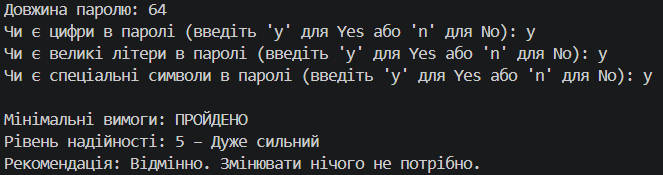 Довжина паролю: 64
Чи є цифри в паролі (введіть 'y' для Yes або 'n' для No): y
Чи є великі літери в паролі (введіть 'y' для Yes або 'n' для No): y
Чи є спеціальні символи в паролі (введіть 'y' для Yes або 'n' для No): y
Мінімальні вимоги: ПРОЙДЕНО
Рівень надійності: 5 – Дуже сильний
Рекомендація: Відмінно. Змінювати нічого не потрібно.